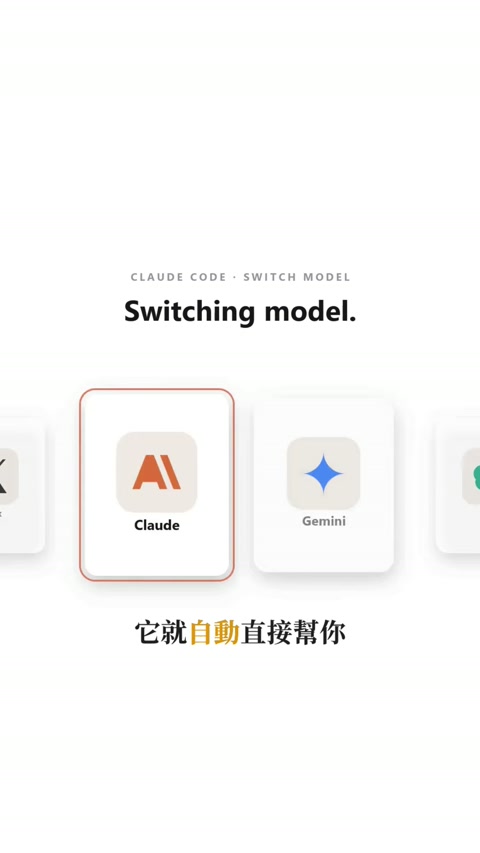 CLAUDE CODE · SWITCH MODEL
Switching model.
Claude
Gemini
它就自動直接幫你